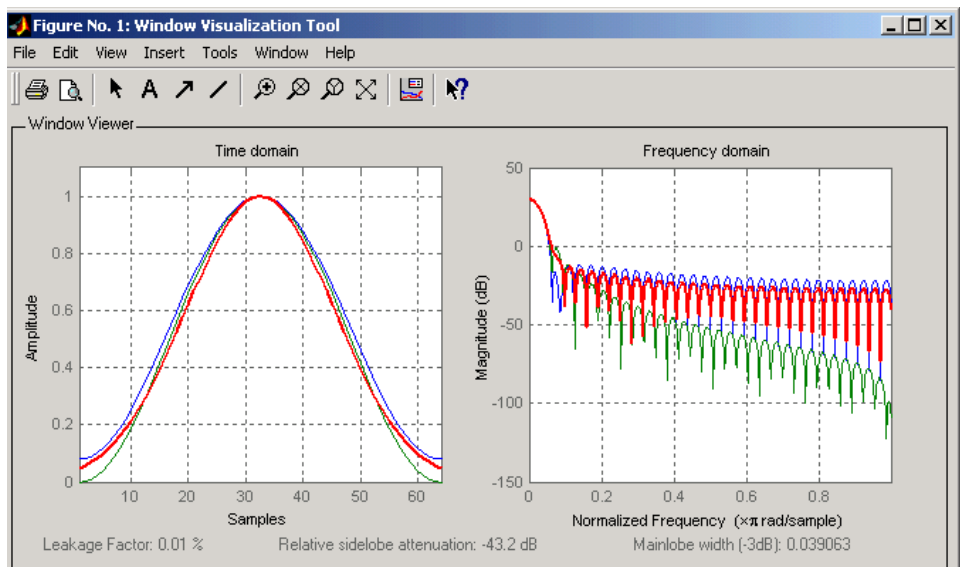 Figure No. 1: Window Visualization Tool
File Edit View Insert Tools Window Help
A
Window Viewer
Time domain
Amplitude
1
0.8
0.6
0.4
0.2
0
10 20 30 40 50 60
Samples
Frequency domain
Magnitude (dB)
50
0
-50
-100
-150
0 0.2 0.4 0.6 0.8
Normalized Frequency (×π rad/sample)
Leakage Factor: 0.01 % Relative sidelobe attenuation: -43.2 dB Mainlobe width (-3dB): 0.039063